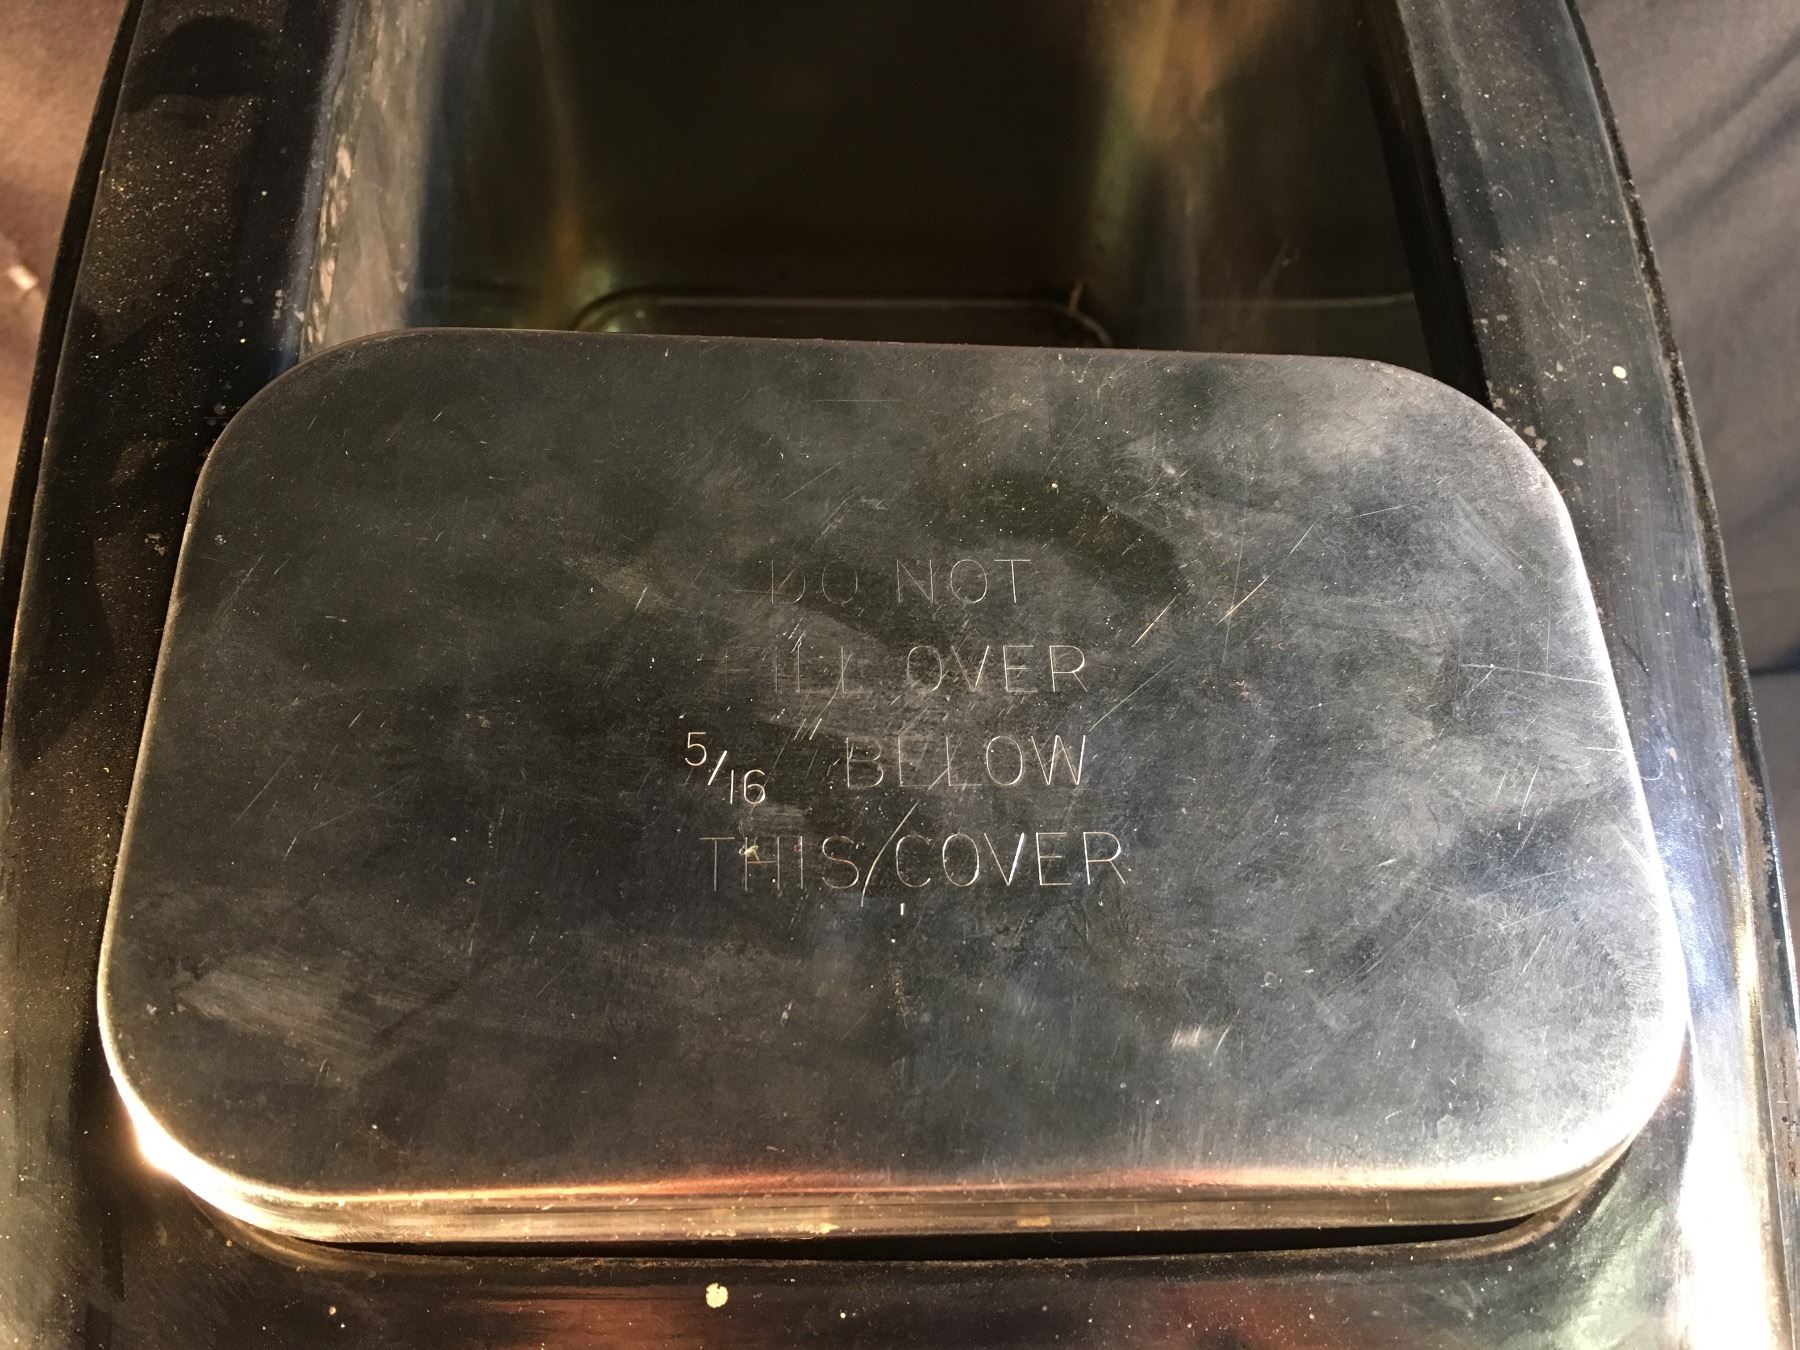 DO NOT
FILL OVER
5/16 BELOW
THIS COVER